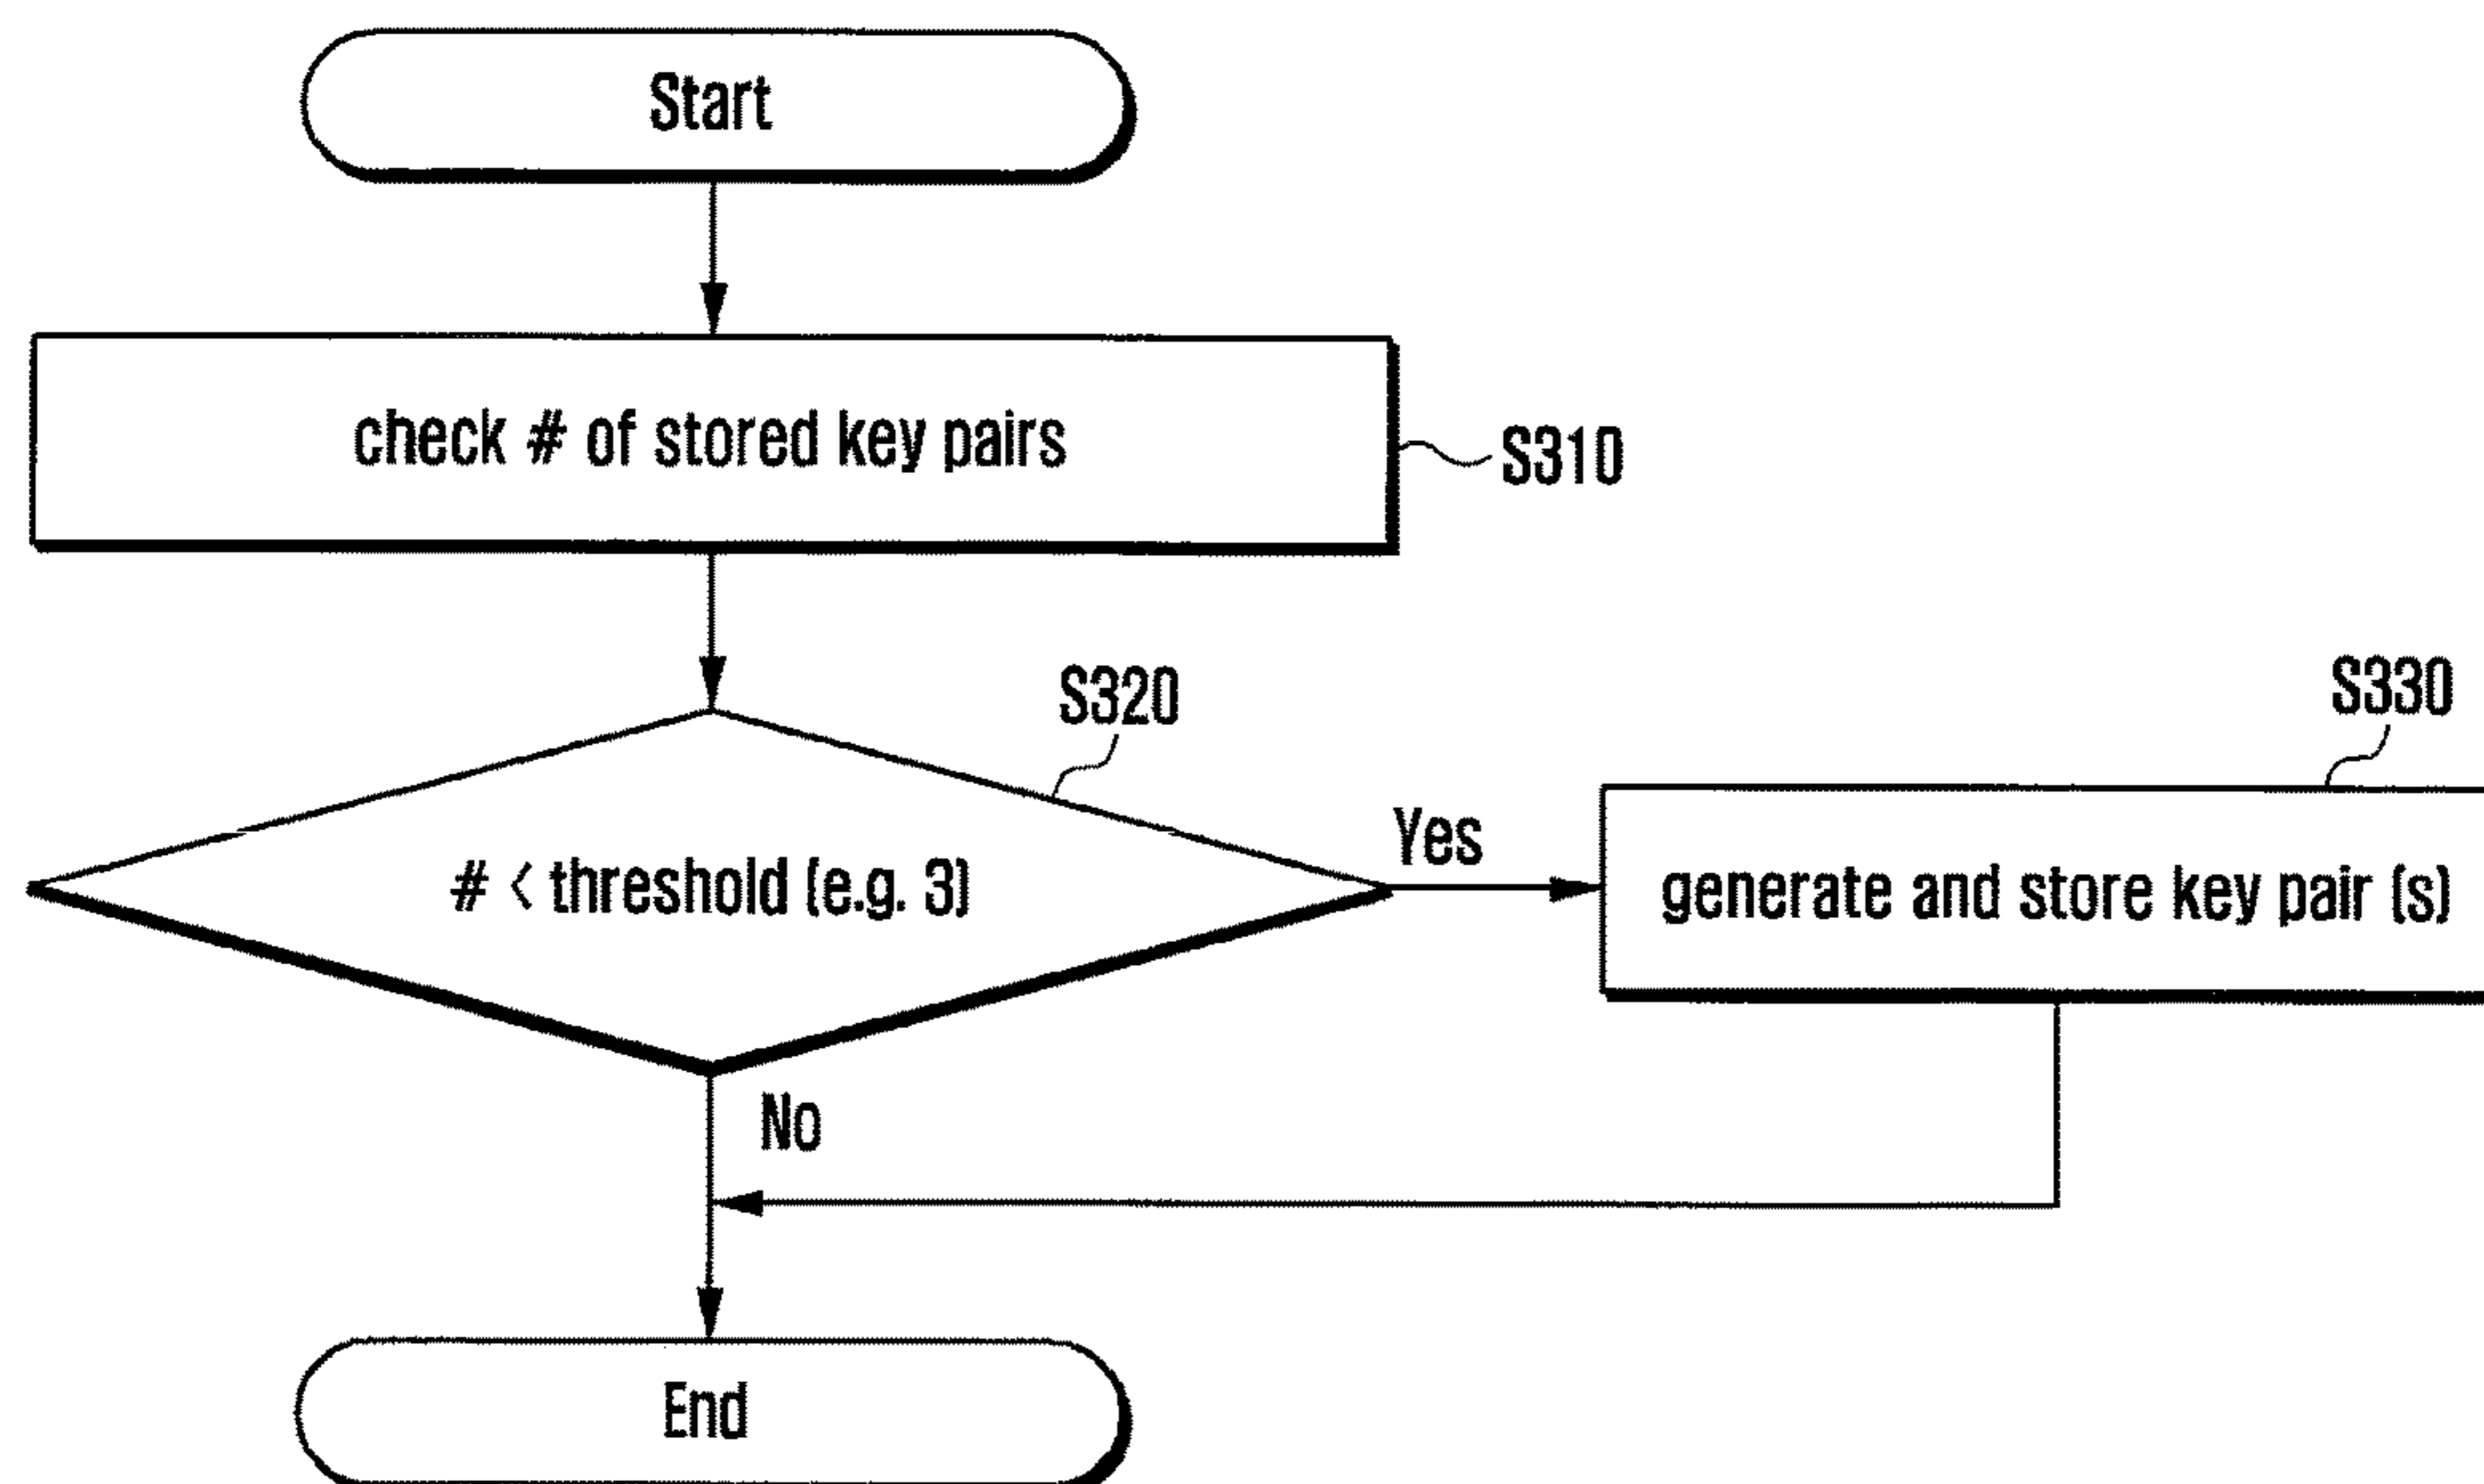 Start
check # of stored key pairs
S310
S320
S330
# < threshold (e.g. 3)
Yes
generate and store key pair (s)
No
End